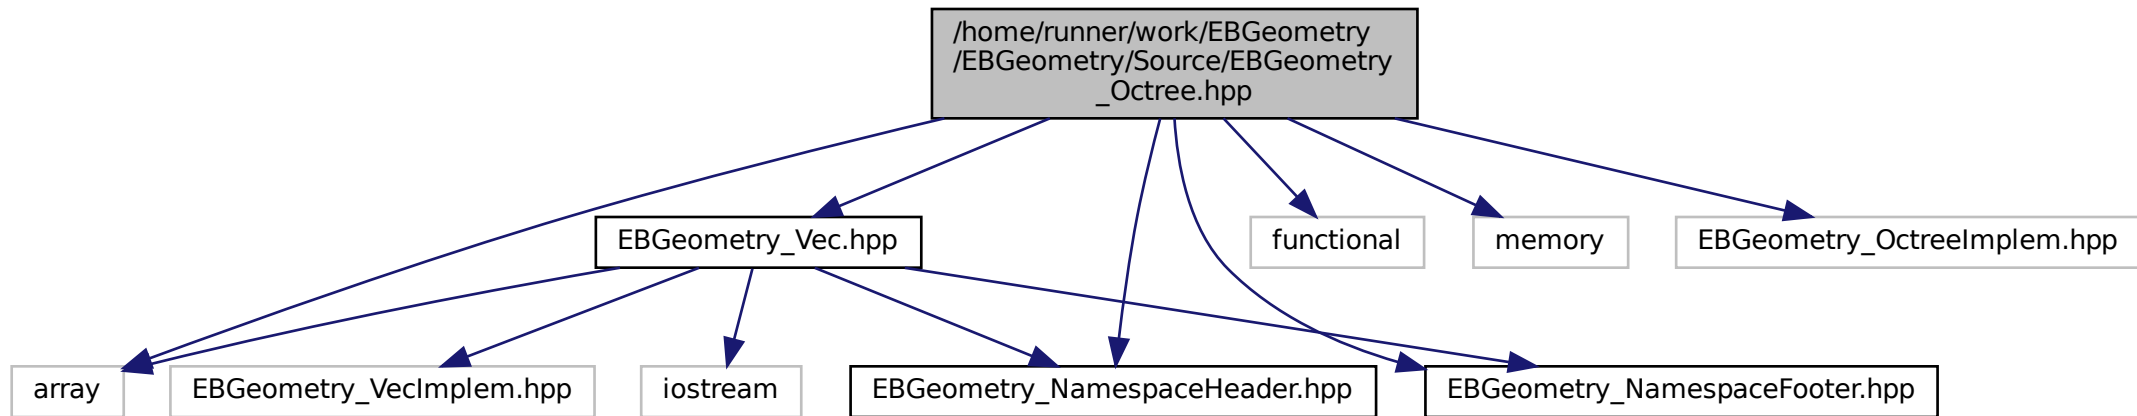 /home/runner/work/EBGeometry
/EBGeometry/Source/EBGeometry
_Octree.hpp
EBGeometry_Vec.hpp
functional
memory
EBGeometry_OctreeImplem.hpp
array
EBGeometry_VecImplem.hpp
iostream
EBGeometry_NamespaceHeader.hpp
EBGeometry_NamespaceFooter.hpp